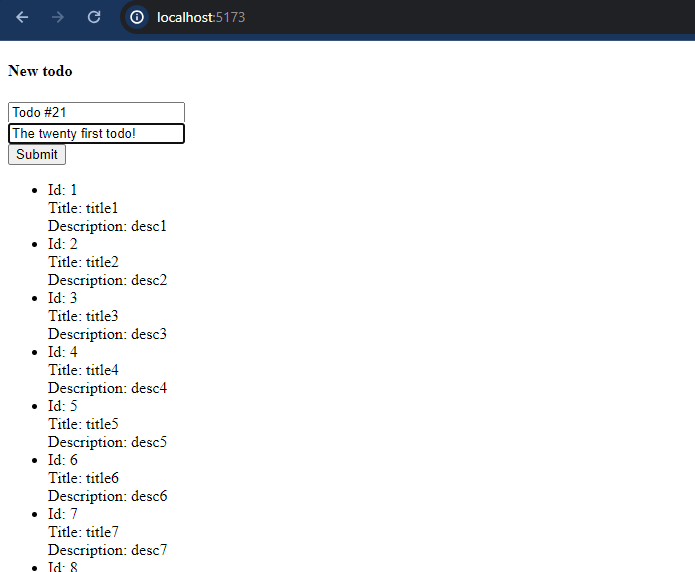 localhost:5173
New todo
Todo #21
The twenty first todo!
Submit
Id: 1
Title: title1
Description: desc1
Id: 2
Title: title2
Description: desc2
Id: 3
Title: title3
Description: desc3
Id: 4
Title: title4
Description: desc4
Id: 5
Title: title5
Description: desc5
Id: 6
Title: title6
Description: desc6
Id: 7
Title: title7
Description: desc7
Id: 8